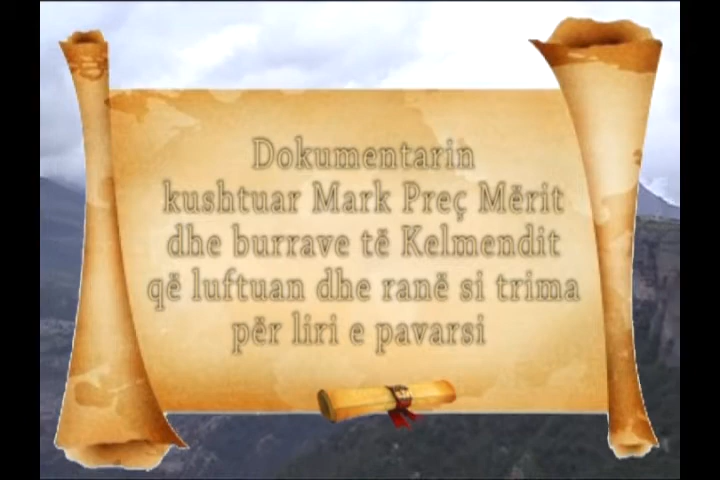 Dokumentarin
kushtuar Mark Preç Mërit
dhe burrave të Kelmendit
që luftuan dhe ranë si trima
për liri e pavarsi